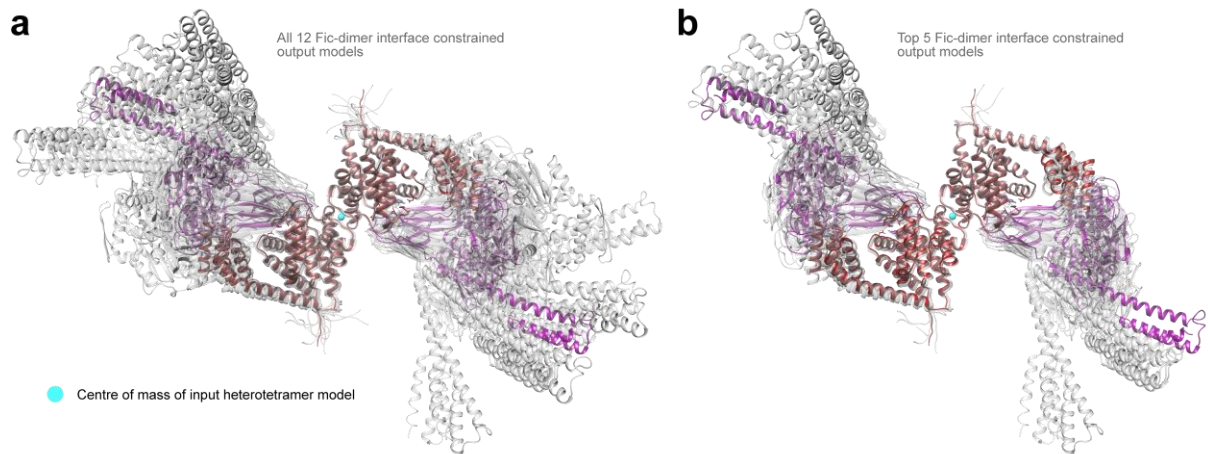 a
All 12 Fic-dimer interface constrained
output models
b
Top 5 Fic-dimer interface constrained
output models
Centre of mass of input heterotetramer model